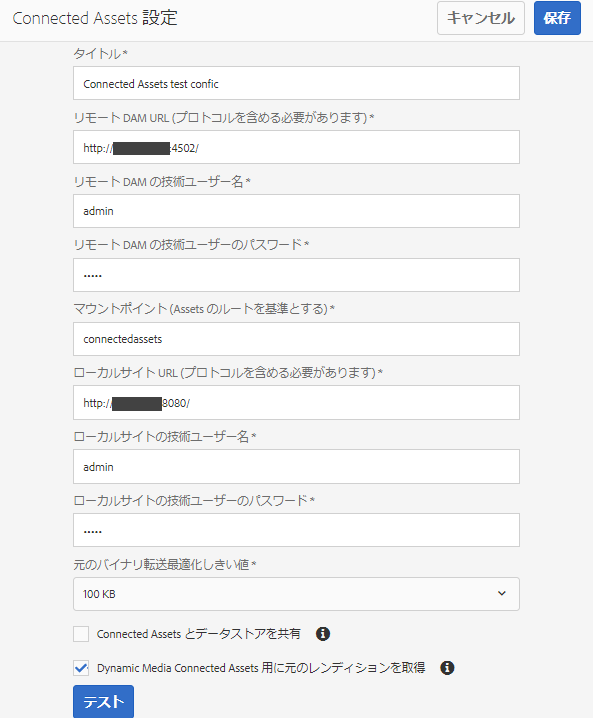 Connected Assets 設定
キャンセル
保存
タイトル *
Connected Assets test confic
リモート DAM URL (プロトコルを含める必要があります) *
http:// :4502/
リモート DAM の技術ユーザー名 *
admin
リモート DAM の技術ユーザーのパスワード *
•••••
マウントポイント (Assets のルートを基準とする) *
connectedassets
ローカルサイト URL (プロトコルを含める必要があります) *
http:// 8080/
ローカルサイトの技術ユーザー名 *
admin
ローカルサイトの技術ユーザーのパスワード *
•••••
元のバイナリ転送最適化しきい値 *
100 KB
Connected Assets とデータストアを共有
Dynamic Media Connected Assets 用に元のレンディションを取得
テスト